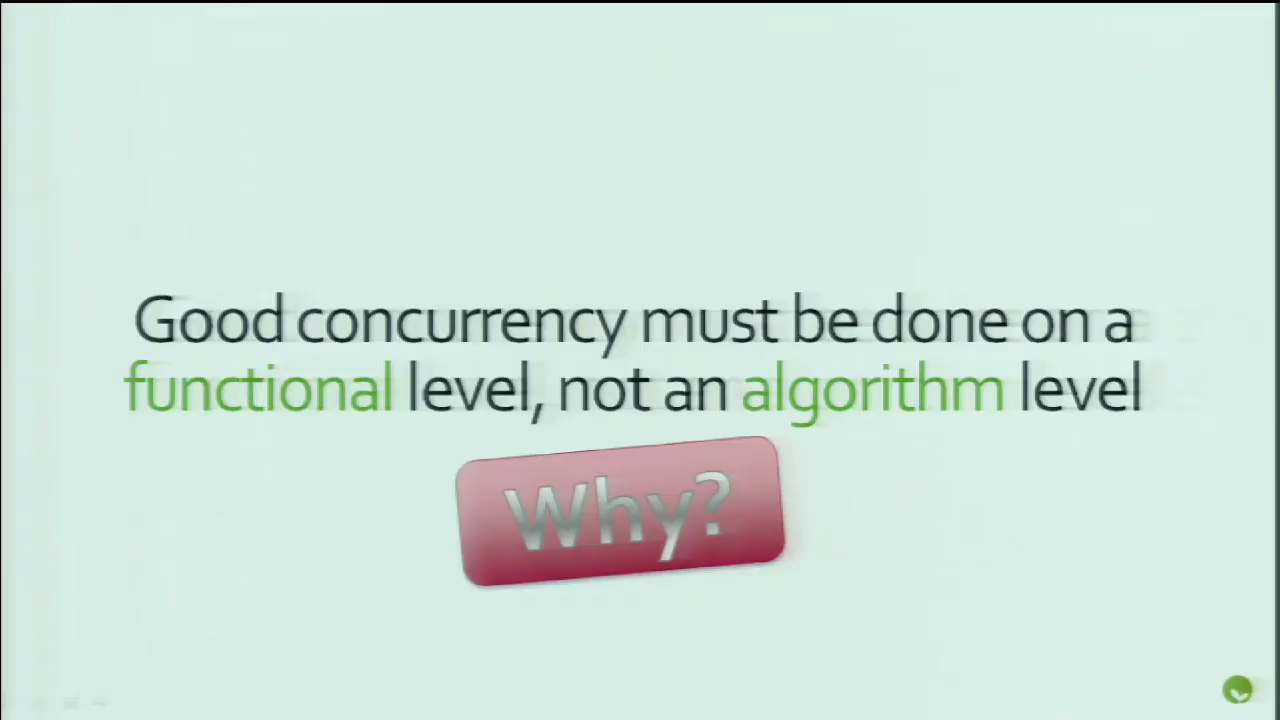 Good concurrency must be done on a
functional level, not an algorithm level
Why?